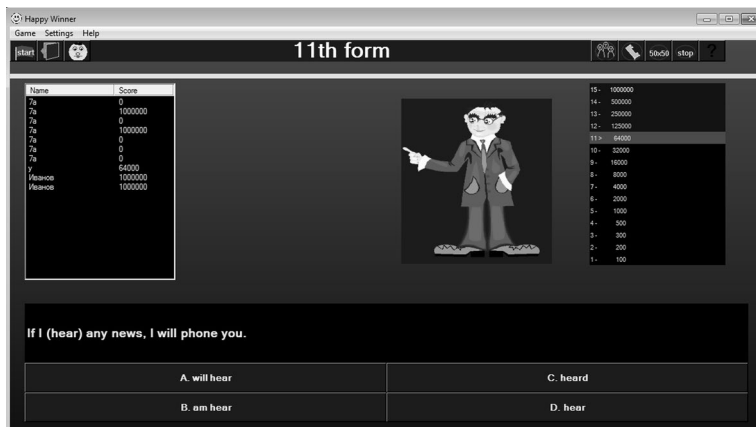 Happy Winner
Game Settings Help
start 11th form 50x50 stop ?
Name Score
7a 0
7a 1000000
7a 0
7a 1000000
7a 0
7a 0
7a 0
y 64000
Иванов 1000000
Иванов 1000000
15 - 1000000
14 - 500000
13 - 250000
12 - 125000
11 > 64000
10 - 32000
9 - 16000
8 - 8000
7 - 4000
6 - 2000
5 - 1000
4 - 500
3 - 300
2 - 200
1 - 100
If I (hear) any news, I will phone you.
A. will hear
C. heard
B. am hear
D. hear